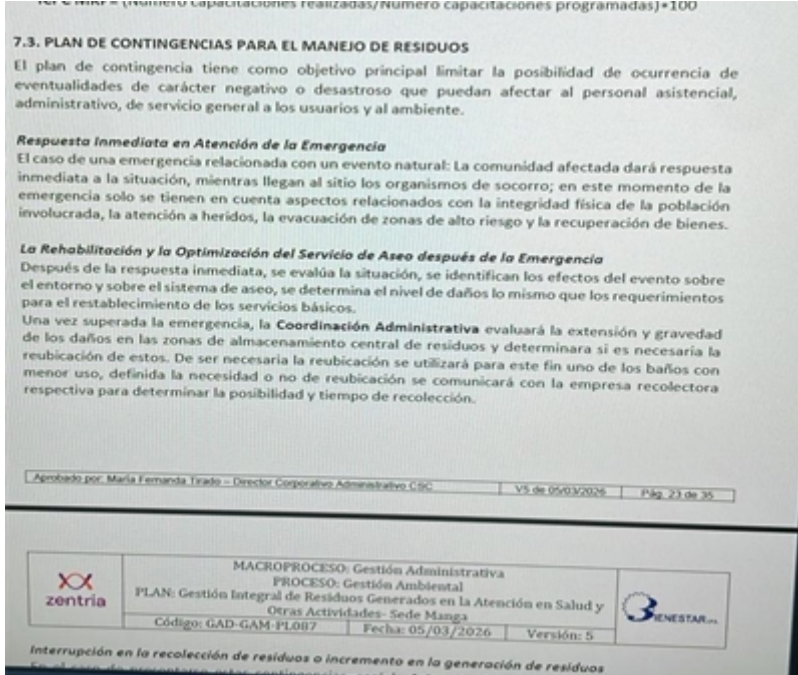 (Número capacitaciones realizadas/Número capacitaciones programadas)*100
7.3. PLAN DE CONTINGENCIAS PARA EL MANEJO DE RESIDUOS
El plan de contingencia tiene como objetivo principal limitar la posibilidad de ocurrencia de
eventualidades de carácter negativo o desastroso que puedan afectar al personal asistencial,
administrativo, de servicio general a los usuarios y al ambiente.
Respuesta Inmediata en Atención de la Emergencia
El caso de una emergencia relacionada con un evento natural: La comunidad afectada dará respuesta
inmediata a la situación, mientras llegan al sitio los organismos de socorro; en este momento de la
emergencia solo se tienen en cuenta aspectos relacionados con la integridad física de la población
involucrada, la atención a heridos, la evacuación de zonas de alto riesgo y la recuperación de bienes.
La Rehabilitación y la Optimización del Servicio de Aseo después de la Emergencia
Después de la respuesta inmediata, se evalúa la situación, se identifican los efectos del evento sobre
el entorno y sobre el sistema de aseo, se determina el nivel de daños lo mismo que los requerimientos
para el restablecimiento de los servicios básicos.
Una vez superada la emergencia, la Coordinación Administrativa evaluará la extensión y gravedad
de los daños en las zonas de almacenamiento central de residuos y determinara si es necesaria la
reubicación de estos. De ser necesaria la reubicación se utilizará para este fin uno de los baños con
menor uso, definida la necesidad o no de reubicación se comunicará con la empresa recolectora
respectiva para determinar la posibilidad y tiempo de recolección.
Aprobado por: María Fernanda Tirado – Director Corporativo Administrativo CSC
V5 de 05/03/2026
Pág. 23 de 35
zentria
MACROPROCESO: Gestión Administrativa
PROCESO: Gestión Ambiental
PLAN: Gestión Integral de Residuos Generados en la Atención en Salud y
Otras Actividades- Sede Manga
Código: GAD-GAM-PL007
Fecha: 05/03/2026
Versión: 5
BIENESTAR
Interrupción en la recolección de residuos o incremento en la generación de residuos